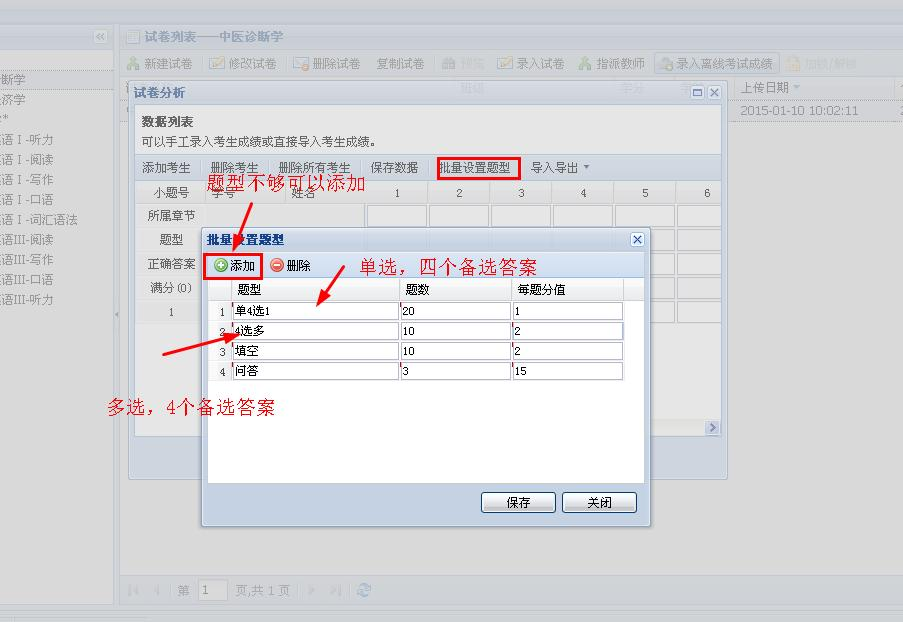 试卷列表——中医诊断学
新建试卷 修改试卷 删除试卷 复制试卷 预览 录入试卷 指派教师 录入离线考试成绩 加锁/解锁
断学
济学
*
语Ⅰ-听力
语Ⅰ-阅读
语Ⅰ-写作
语Ⅰ-口语
语Ⅰ-词汇语法
语III-阅读
语III-写作
语III-口语
语III-听力
班级 学分 上传日期
2015-01-10 10:02:11
试卷分析
数据列表
可以手工录入考生成绩或直接导入考生成绩。
添加考生 删除考生 删除所有考生 保存数据 批量设置题型 导入导出
题型不够可以添加
小题号 学号 姓名 1 2 3 4 5 6
所属章节
题型
正确答案
满分(0)
1
批量设置题型
添加 删除
单选，四个备选答案
题型 题数 每题分值
1 单4选1 20 1
2 4选多 10 2
3 填空 10 2
4 问答 3 15
多选，4个备选答案
保存 关闭
第 1 页,共 1 页